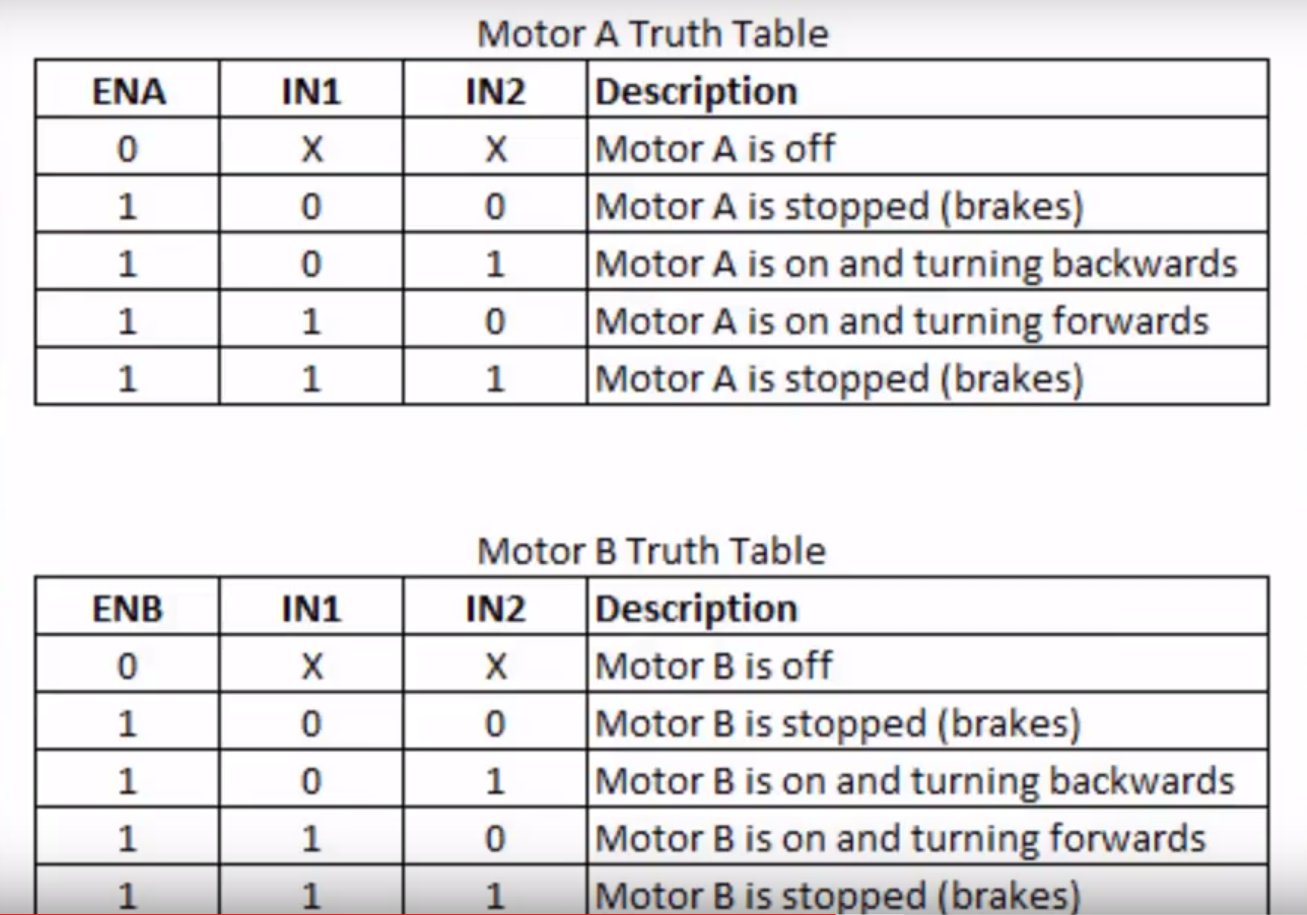 Motor A Truth Table
ENA IN1 IN2 Description
0 X X Motor A is off
1 0 0 Motor A is stopped (brakes)
1 0 1 Motor A is on and turning backwards
1 1 0 Motor A is on and turning forwards
1 1 1 Motor A is stopped (brakes)
Motor B Truth Table
ENB IN1 IN2 Description
0 X X Motor B is off
1 0 0 Motor B is stopped (brakes)
1 0 1 Motor B is on and turning backwards
1 1 0 Motor B is on and turning forwards
1 1 1 Motor B is stopped (brakes)